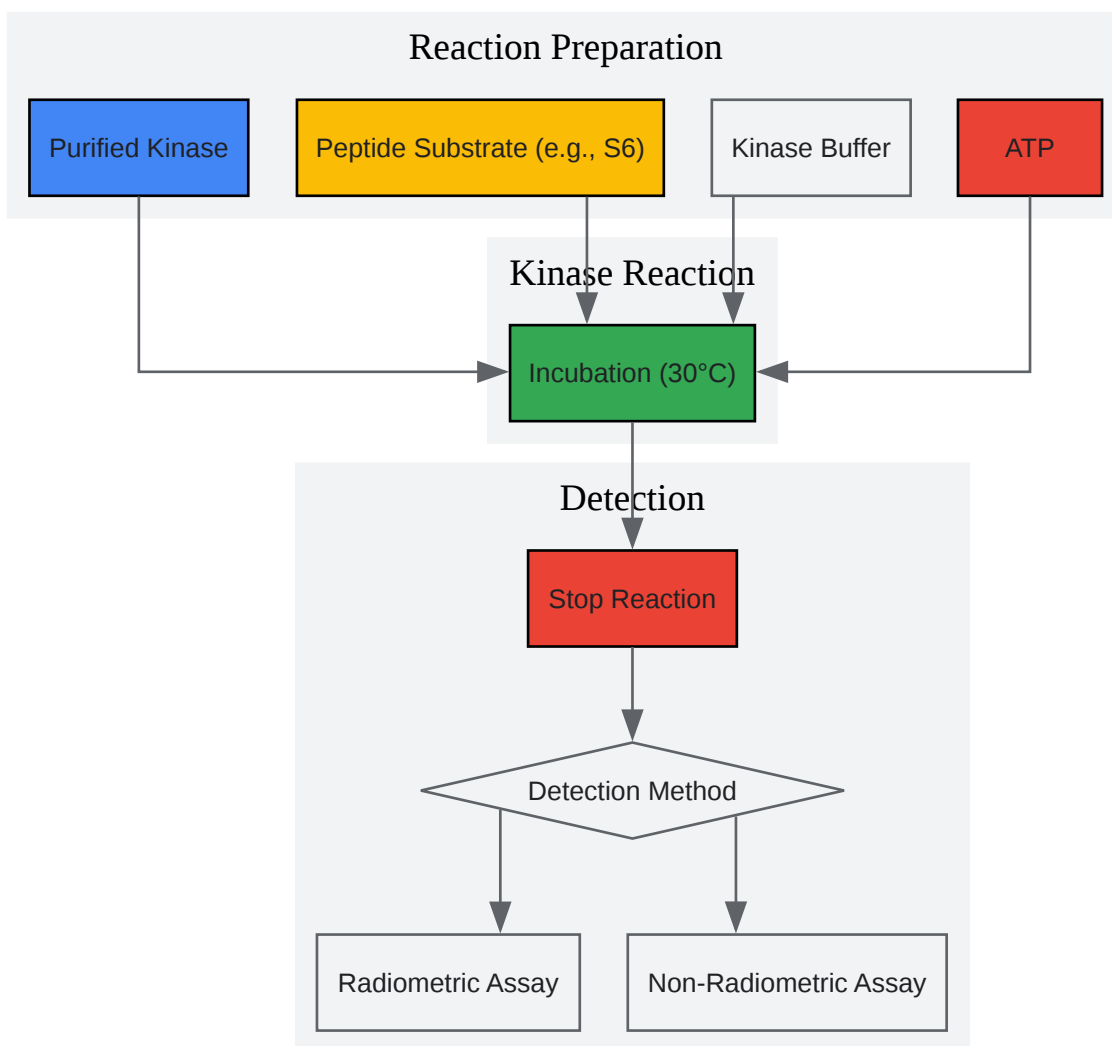 Reaction Preparation
Purified Kinase
Peptide Substrate (e.g., S6)
Kinase Buffer
ATP
Kinase Reaction
Incubation (30°C)
Detection
Stop Reaction
Detection Method
Radiometric Assay
Non-Radiometric Assay